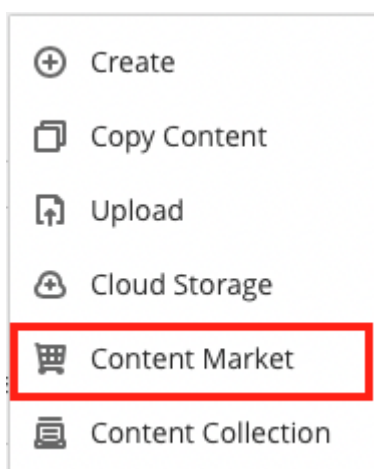 Create
Copy Content
Upload
Cloud Storage
Content Market
Content Collection